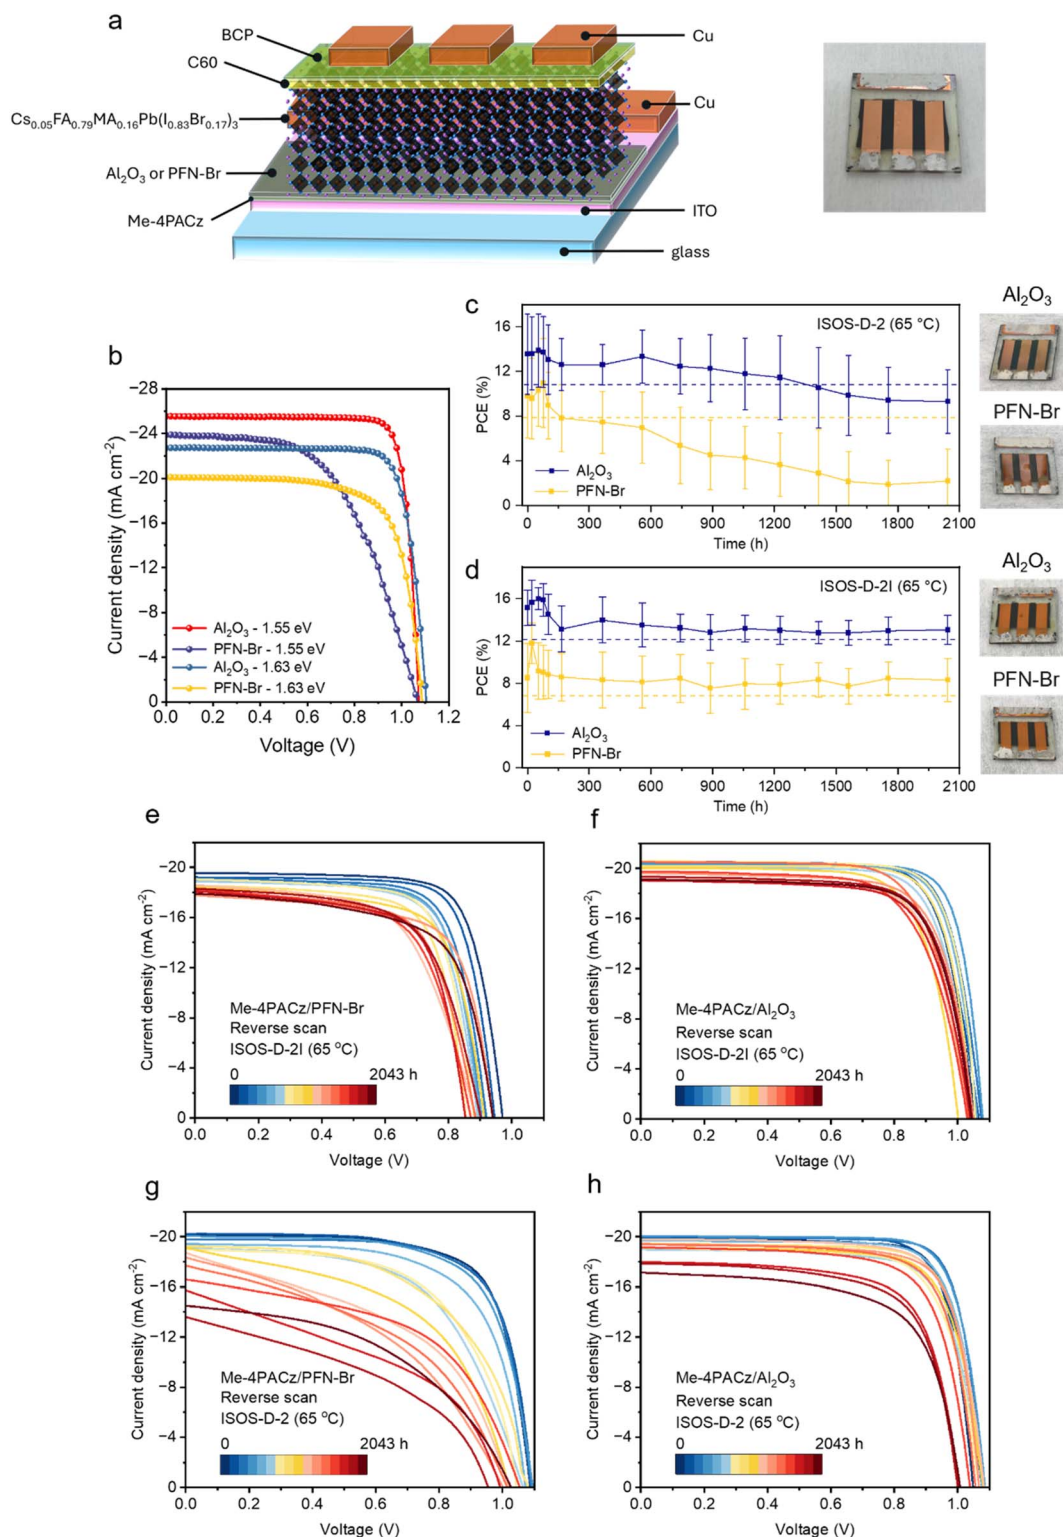 a
BCP
C60
Cs₀.₀₅FA₀.₇₉MA₀.₁₆Pb(I₀.₈₃Br₀.₁₇)₃
Al₂O₃ or PFN-Br
Me-4PACz
Cu
Cu
ITO
glass
b
−28
−24
−20
−16
−12
−8
−4
0
Current density (mA cm⁻²)
Al₂O₃ - 1.55 eV
PFN-Br - 1.55 eV
Al₂O₃ - 1.63 eV
PFN-Br - 1.63 eV
0.0 0.2 0.4 0.6 0.8 1.0 1.2
Voltage (V)
c
ISOS-D-2 (65 °C)
16
12
8
4
0
PCE (%)
Al₂O₃
PFN-Br
0 300 600 900 1200 1500 1800 2100
Time (h)
Al₂O₃
PFN-Br
d
ISOS-D-2I (65 °C)
16
12
8
4
PCE (%)
Al₂O₃
PFN-Br
0 300 600 900 1200 1500 1800 2100
Time (h)
Al₂O₃
PFN-Br
e
−20
−16
−12
−8
−4
0
Current density (mA cm⁻²)
Me-4PACz/PFN-Br
Reverse scan
ISOS-D-2I (65 °C)
0 2043 h
0.0 0.2 0.4 0.6 0.8 1.0
Voltage (V)
f
−20
−16
−12
−8
−4
0
Current density (mA cm⁻²)
Me-4PACz/Al₂O₃
Reverse scan
ISOS-D-2I (65 °C)
0 2043 h
0.0 0.2 0.4 0.6 0.8 1.0
Voltage (V)
g
−20
−16
−12
−8
−4
0
Current density (mA cm⁻²)
Me-4PACz/PFN-Br
Reverse scan
ISOS-D-2 (65 °C)
0 2043 h
0.0 0.2 0.4 0.6 0.8 1.0
Voltage (V)
h
−20
−16
−12
−8
−4
0
Current density (mA cm⁻²)
Me-4PACz/Al₂O₃
Reverse scan
ISOS-D-2 (65 °C)
0 2043 h
0.0 0.2 0.4 0.6 0.8 1.0
Voltage (V)